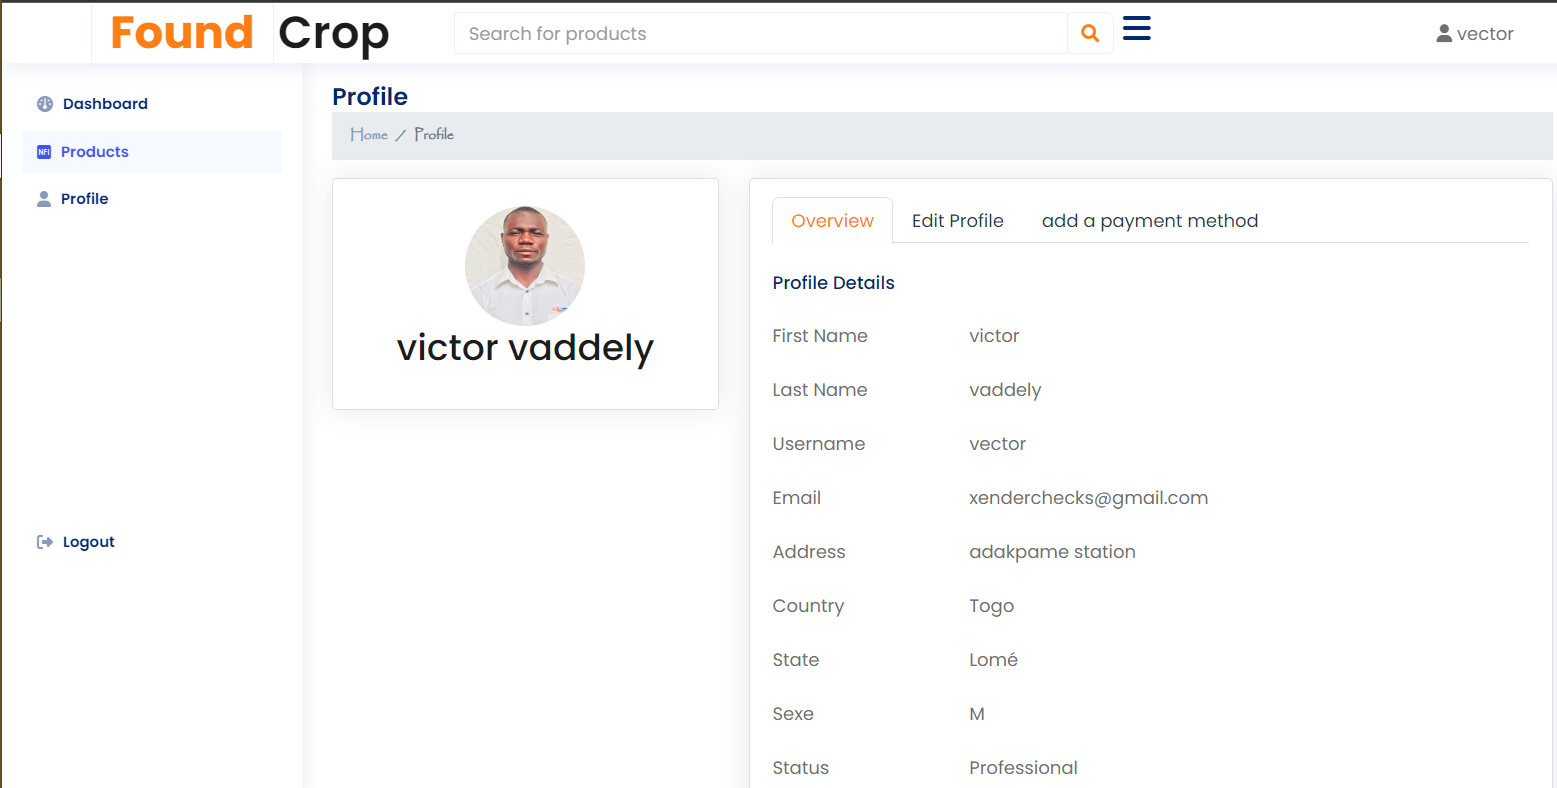 Found Crop
Search for products
vector
Dashboard
Products
Profile
Logout
Profile
Home / Profile
victor vaddely
Overview Edit Profile add a payment method
Profile Details
First Name victor
Last Name vaddely
Username vector
Email xenderchecks@gmail.com
Address adakpame station
Country Togo
State Lomé
Sexe M
Status Professional